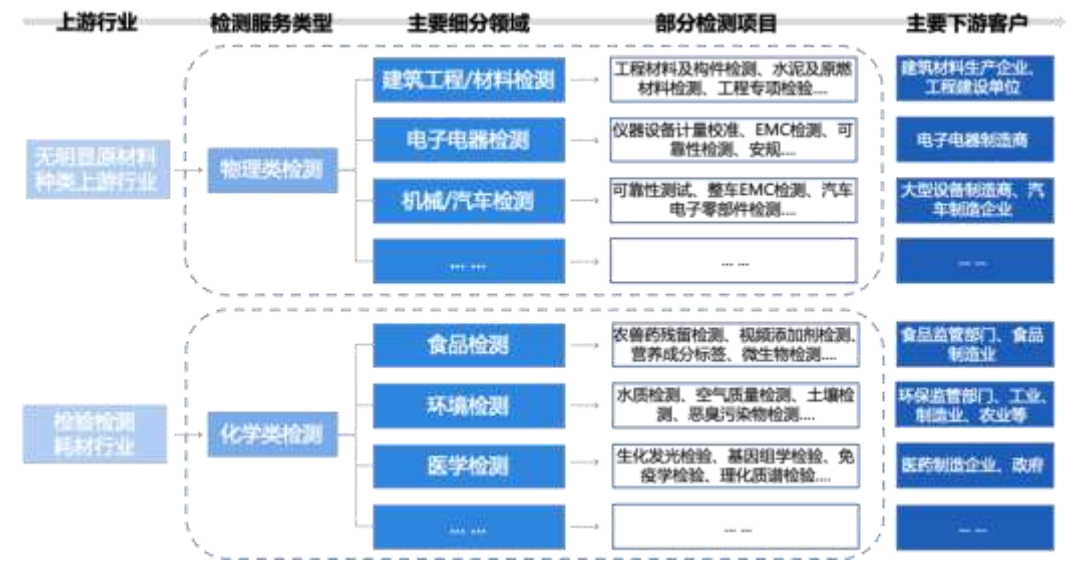 上游行业
检测服务类型
主要细分领域
部分检测项目
主要下游客户
无明显原材料
种类上游行业
物理类检测
建筑工程/材料检测
工程材料及构件检测、水泥及原燃
材料检测、工程专项检验....
建筑材料生产企业、
工程建设单位
电子电器检测
仪器设备计量校准、EMC检测、可
靠性检测、安规....
电子电器制造商
机械/汽车检测
可靠性测试、整车EMC检测、汽车
电子零部件检测....
大型设备制造商、汽
车制造企业
... ...
... ...
... ...
检验检测
耗材行业
化学类检测
食品检测
农兽药残留检测、视频添加剂检测、
营养成分标签、微生物检测....
食品监管部门、食品
制造业
环境检测
水质检测、空气质量检测、土壤检
测、恶臭污染物检测....
环保监管部门、工业、
制造业、农业等
医学检测
生化发光检验、基因组学检验、免
疫学检验、理化质谱检验....
医药制造企业、政府
... ...
... ...
... ...